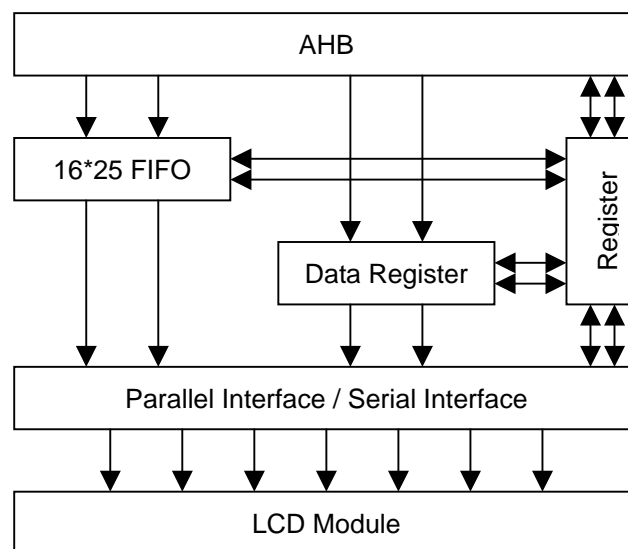 AHB
16*25 FIFO
Register
Data Register
Parallel Interface / Serial Interface
LCD Module